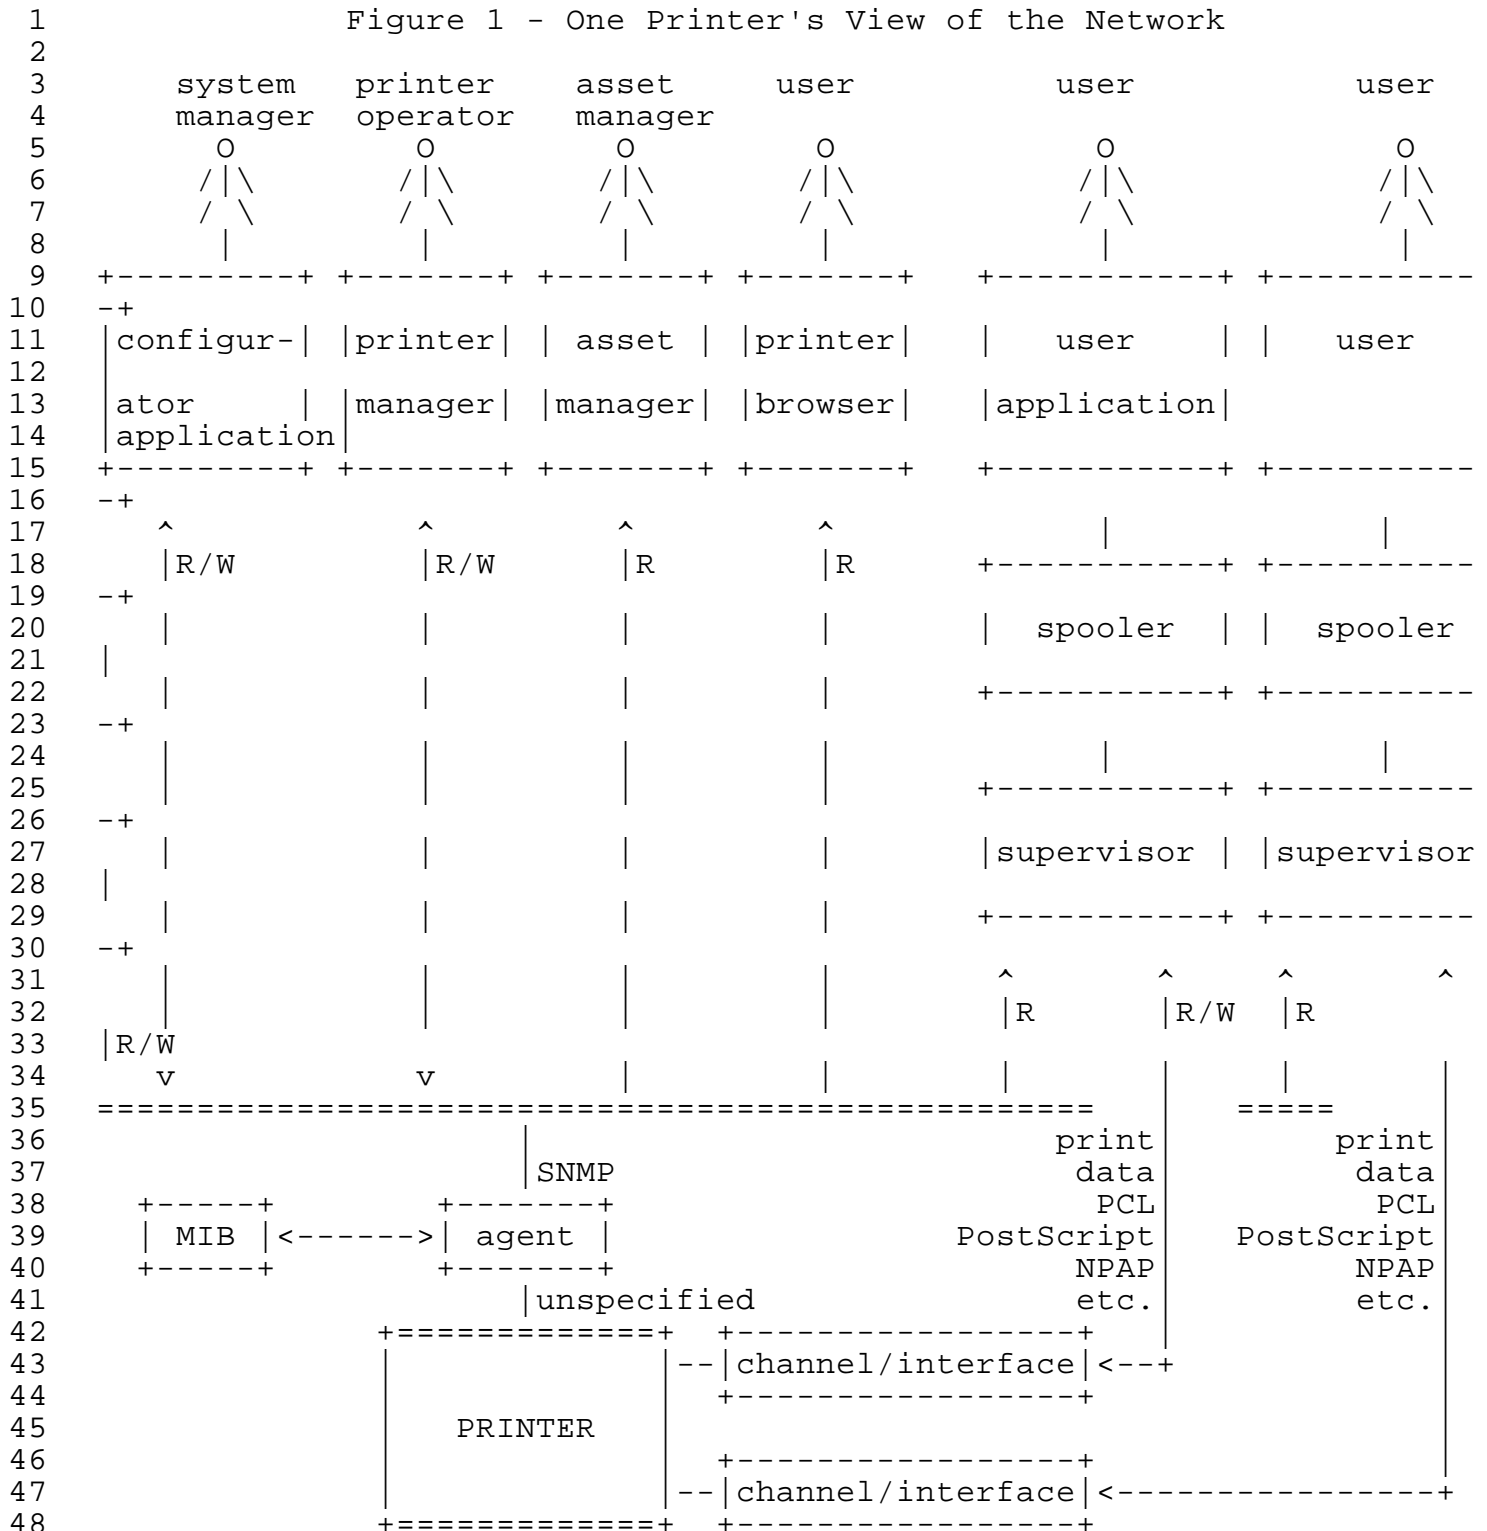 1               Figure 1 - One Printer's View of the Network
2
3       system   printer    asset     user          user           user
4       manager  operator   manager
5         O         O         O         O             O              O
6        /|\       /|\       /|\       /|\           /|\            /|\
7        / \       / \       / \       / \           / \            / \
8         |         |         |         |             |              |
9   +---------+ +-------+ +-------+ +-------+   +-----------+ +----------
10  -+
11  |configur-| |printer| | asset | |printer|   |   user    | |   user
12  |
13  |ator     | |manager| |manager| |browser|   |application|
14  |application|
15  +---------+ +-------+ +-------+ +-------+   +-----------+ +----------
16  -+
17     ^            ^         ^         ^             |             |
18     |R/W         |R/W      |R        |R      +-----------+ +----------
19  -+
20     |            |         |         |       |  spooler  | |  spooler
21  |
22     |            |         |         |       +-----------+ +----------
23  -+
24     |            |         |         |             |             |
25     |            |         |         |       +-----------+ +----------
26  -+
27     |            |         |         |       |supervisor | |supervisor
28  |
29     |            |         |         |       +-----------+ +----------
30  -+
31     |            |         |         |        ^       ^     ^       ^
32     |            |         |         |        |R      |R/W  |R
33  |R/W
34     v            v         |         |        |       |     |       |
35  ==================================================   |   =====     |
36                       |                          print|        print|
37                       |SNMP                       data|         data|
38    +-----+        +-------+                        PCL|          PCL|
39    | MIB |<------>| agent |                 PostScript|   PostScript|
40    +-----+        +-------+                       NPAP|         NPAP|
41                       |unspecified                etc.|         etc.|
42                +=============+  +-----------------+   |             |
43                |             |--|channel/interface|<--+             |
44                |             |  +-----------------+                 |
45                |   PRINTER   |                                      |
46                |             |  +-----------------+                 |
47                |             |--|channel/interface|<----------------+
48                +=============+  +-----------------+